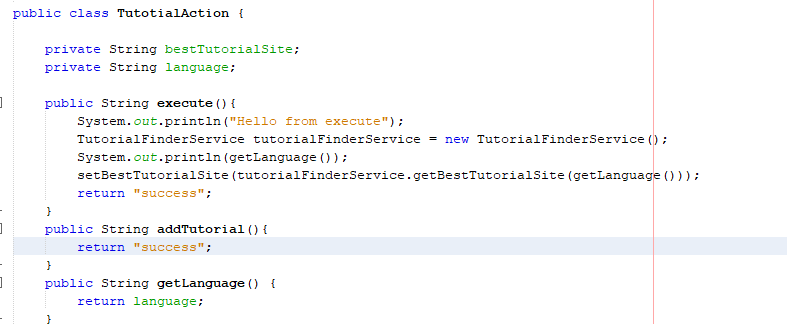 public class TutotialAction {
private String bestTutorialSite;
private String language;
public String execute(){
System.out.println("Hello from execute");
TutorialFinderService tutorialFinderService = new TutorialFinderService();
System.out.println(getLanguage());
setBestTutorialSite(tutorialFinderService.getBestTutorialSite(getLanguage()));
return "success";
}
public String addTutorial(){
return "success";
}
public String getLanguage() {
return language;
}